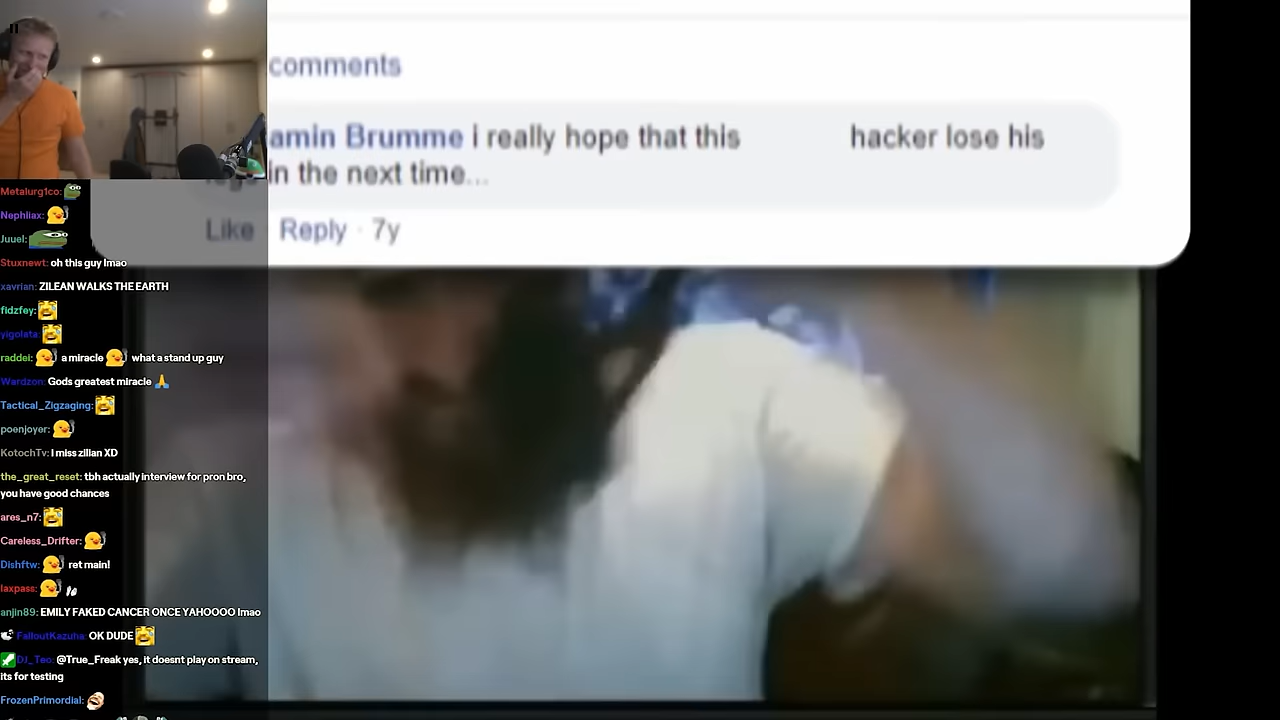 comments
amin Brumme i really hope that this hacker lose his
in the next time...
Like Reply · 7y
Metalurg1co:
Nephliax:
Juuel:
Stuxnewt: oh this guy lmao
xavrian: ZILEAN WALKS THE EARTH
fidzfey:
yigolata:
raddei: a miracle what a stand up guy
Wardzon: Gods greatest miracle
Tactical_Zigzaging:
poenjoyer:
KotochTv: I miss zilian XD
the_great_reset: tbh actually interview for pron bro,
you have good chances
ares_n7:
Careless_Drifter:
Dishftw: ret main!
laxpass:
anjin89: EMILY FAKED CANCER ONCE YAHOOOO lmao
FalloutKazuha: OK DUDE
DJ_Teo: @True_Freak yes, it doesnt play on stream,
its for testing
FrozenPrimordial: